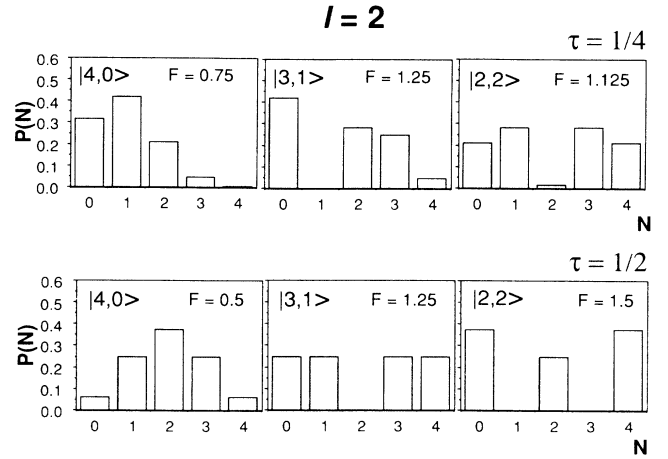 l = 2
τ = 1/4
P(N)
0.6
0.5
0.4
0.3
0.2
0.1
0.0
|4,0> F = 0.75
|3,1> F = 1.25
|2,2> F = 1.125
0 1 2 3 4
0 1 2 3 4
0 1 2 3 4
N
τ = 1/2
P(N)
0.6
0.5
0.4
0.3
0.2
0.1
0.0
|4,0> F = 0.5
|3,1> F = 1.25
|2,2> F = 1.5
0 1 2 3 4
0 1 2 3 4
0 1 2 3 4
N